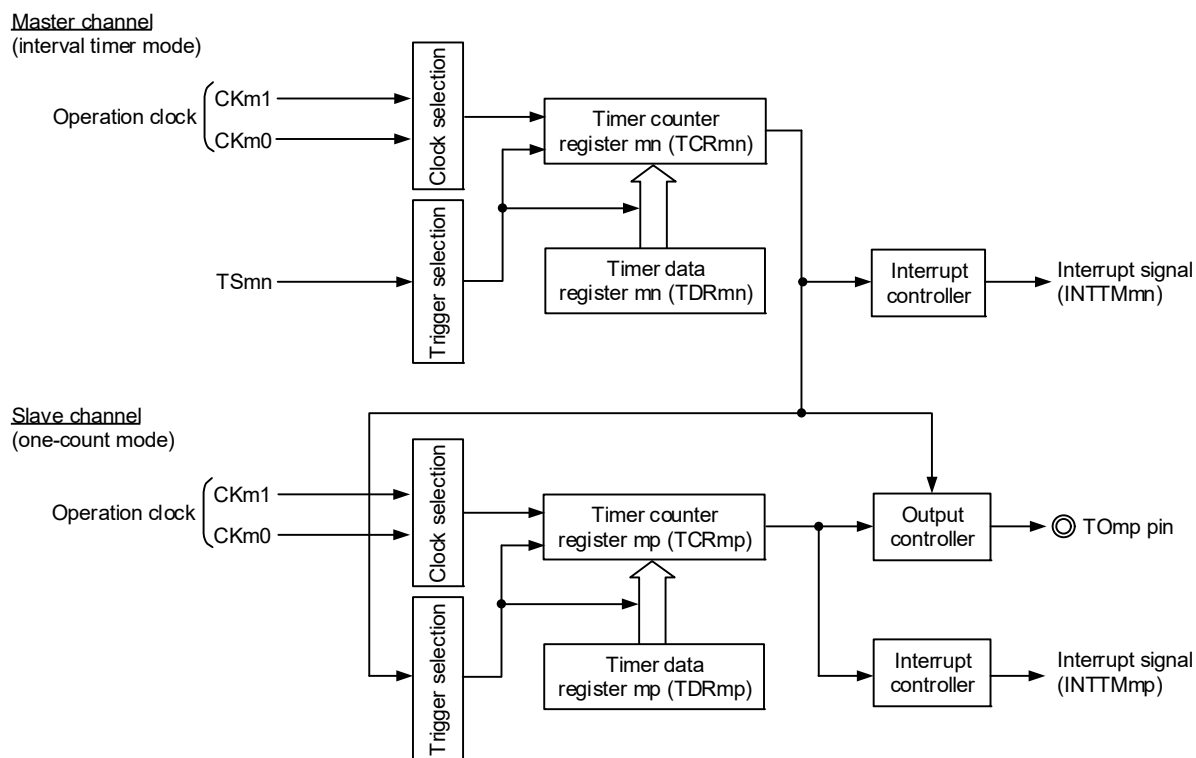 Master channel
(interval timer mode)
Operation clock
CKm1
CKm0
Clock selection
Timer counter
register mn (TCRmn)
TSmn
Trigger selection
Timer data
register mn (TDRmn)
Interrupt
controller
Interrupt signal
(INTTMmn)
Slave channel
(one-count mode)
Operation clock
CKm1
CKm0
Clock selection
Timer counter
register mp (TCRmp)
Output
controller
TOmp pin
Trigger selection
Timer data
register mp (TDRmp)
Interrupt
controller
Interrupt signal
(INTTMmp)